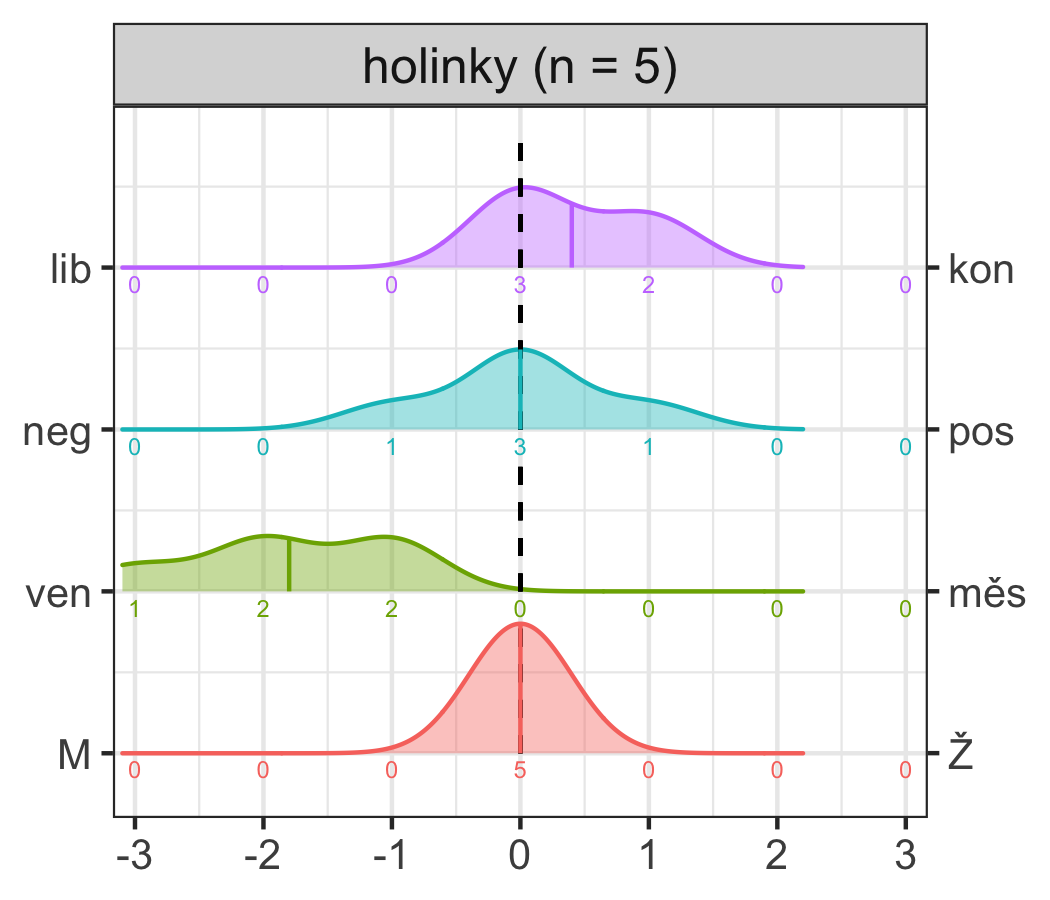 holinky (n = 5)
lib kon
0 0 0 3 2 0 0
neg pos
0 0 1 3 1 0 0
ven měs
1 2 2 0 0 0 0
M Ž
0 0 0 5 0 0 0
-3 -2 -1 0 1 2 3